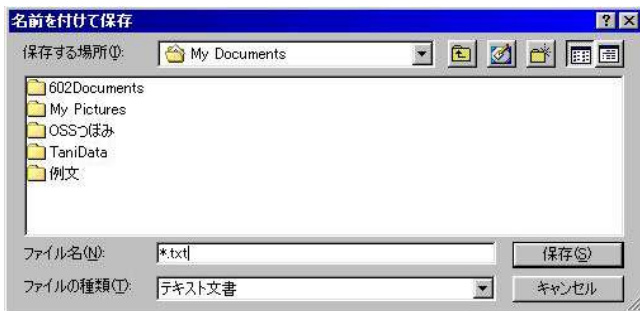 名前を付けて保存
保存する場所(I): My Documents
602Documents
My Pictures
OSSつぼみ
TaniData
例文
ファイル名(N): *.txt 保存(S)
ファイルの種類(T): テキスト文書 キャンセル